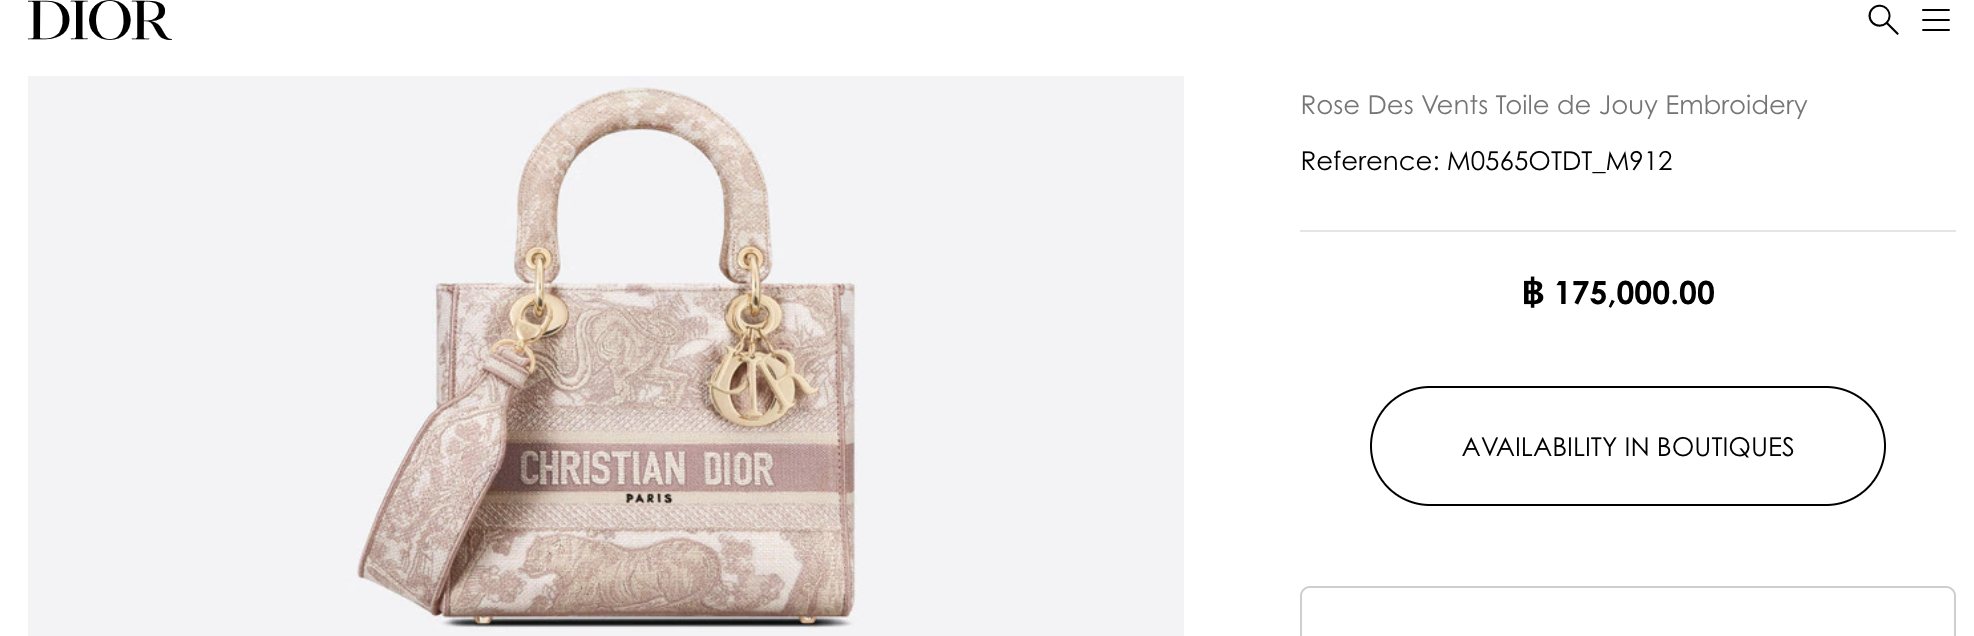 DIOR
Rose Des Vents Toile de Jouy Embroidery
Reference: M0565OTDT_M912
฿ 175,000.00
AVAILABILITY IN BOUTIQUES
CHRISTIAN DIOR
PARIS